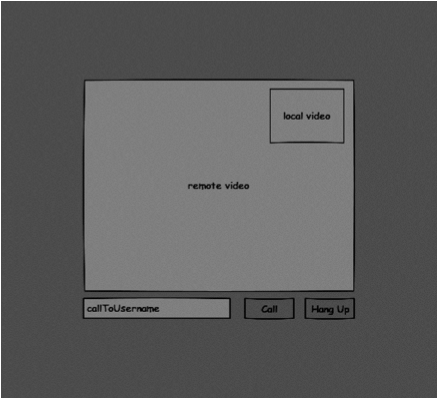 local video
remote video
callToUsername
Call
Hang Up